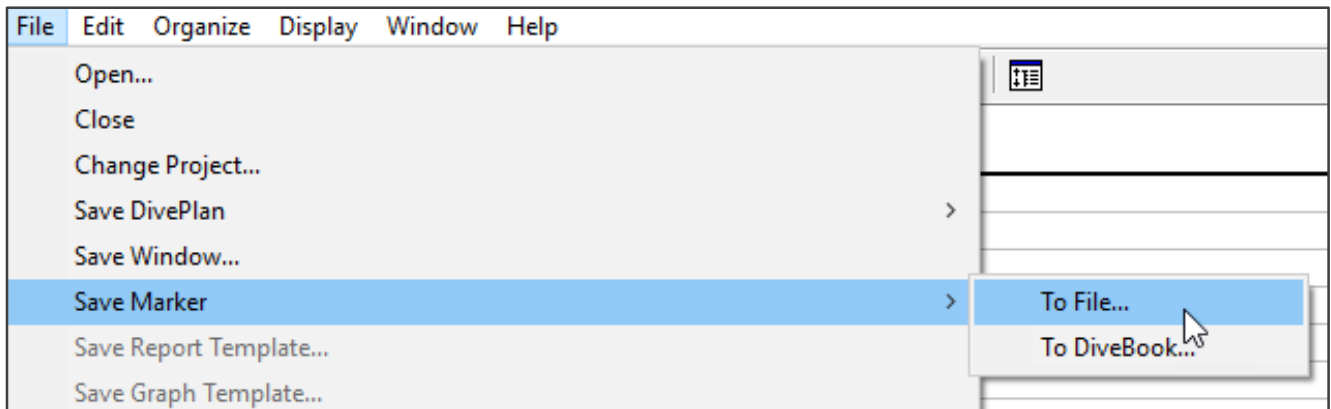 File Edit Organize Display Window Help
Open...
Close
Change Project...
Save DivePlan
Save Window...
Save Marker
To File...
Save Report Template...
To DiveBook...
Save Graph Template...